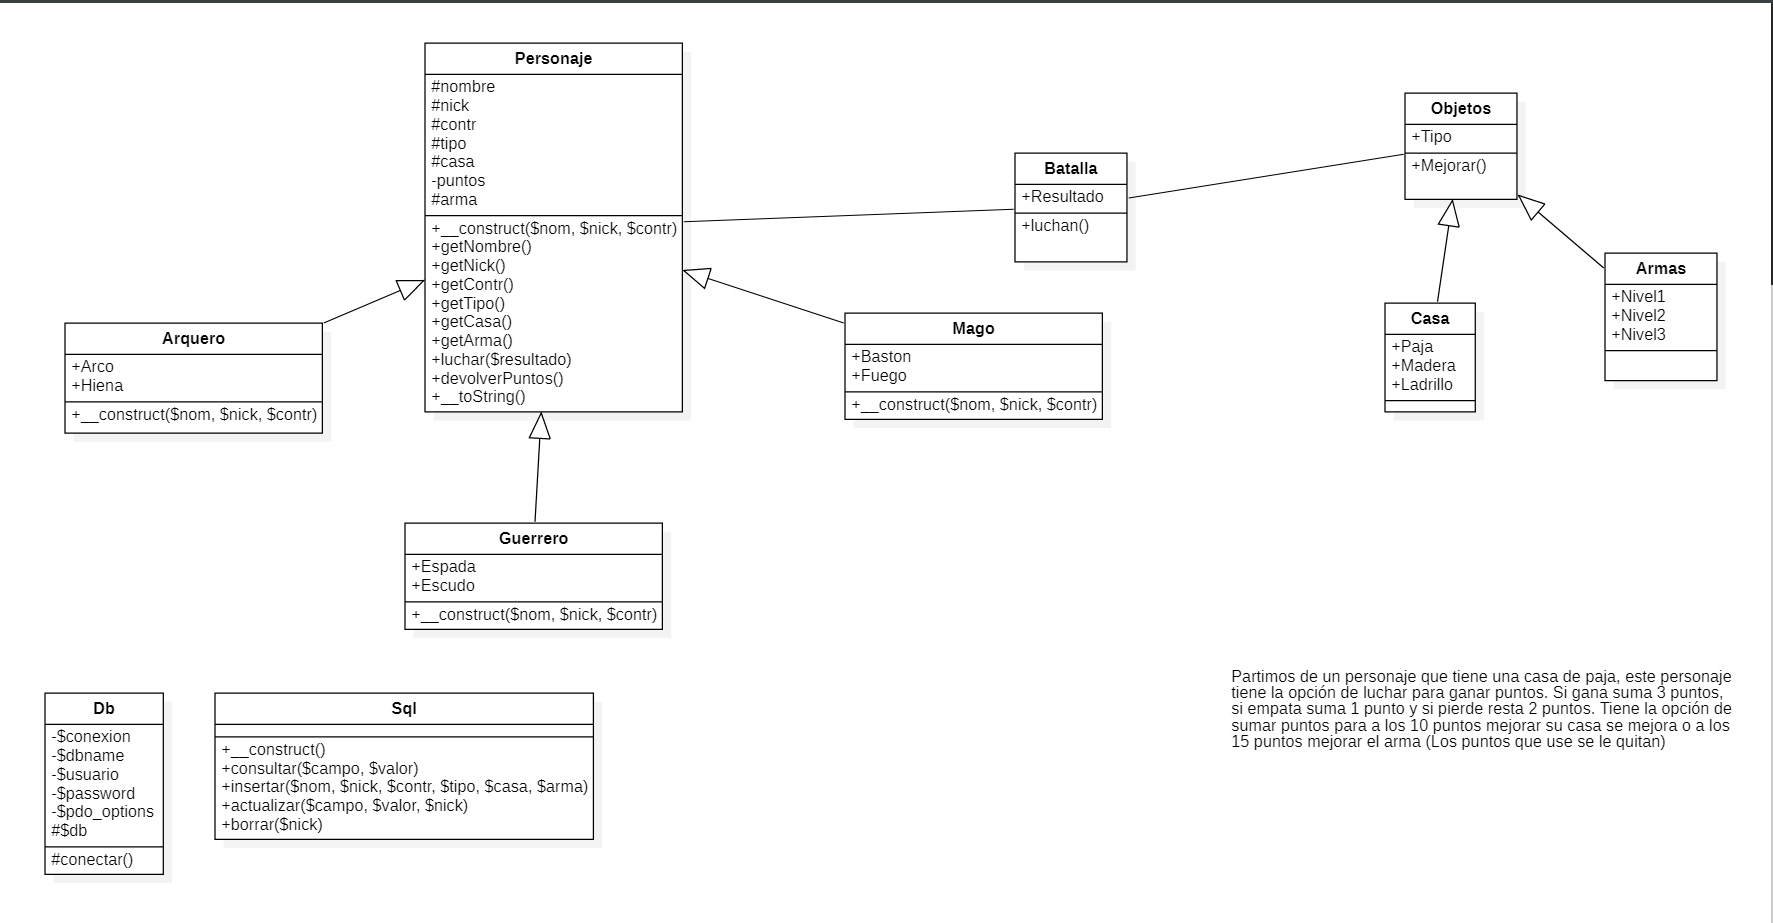 Personaje
#nombre
#nick
#contr
#tipo
#casa
-puntos
#arma
+__construct($nom, $nick, $contr)
+getNombre()
+getNick()
+getContr()
+getTipo()
+getCasa()
+getArma()
+luchar($resultado)
+devolverPuntos()
+__toString()
Batalla
+Resultado
+luchan()
Objetos
+Tipo
+Mejorar()
Arquero
+Arco
+Hiena
+__construct($nom, $nick, $contr)
Mago
+Baston
+Fuego
+__construct($nom, $nick, $contr)
Casa
+Paja
+Madera
+Ladrillo
Armas
+Nivel1
+Nivel2
+Nivel3
Guerrero
+Espada
+Escudo
+__construct($nom, $nick, $contr)
Db
-$conexion
-$dbname
-$usuario
-$password
-$pdo_options
#$db
#conectar()
Sql
+__construct()
+consultar($campo, $valor)
+insertar($nom, $nick, $contr, $tipo, $casa, $arma)
+actualizar($campo, $valor, $nick)
+borrar($nick)
Partimos de un personaje que tiene una casa de paja, este personaje
tiene la opción de luchar para ganar puntos. Si gana suma 3 puntos,
si empata suma 1 punto y si pierde resta 2 puntos. Tiene la opción de
sumar puntos para a los 10 puntos mejorar su casa se mejora o a los
15 puntos mejorar el arma (Los puntos que use se le quitan)